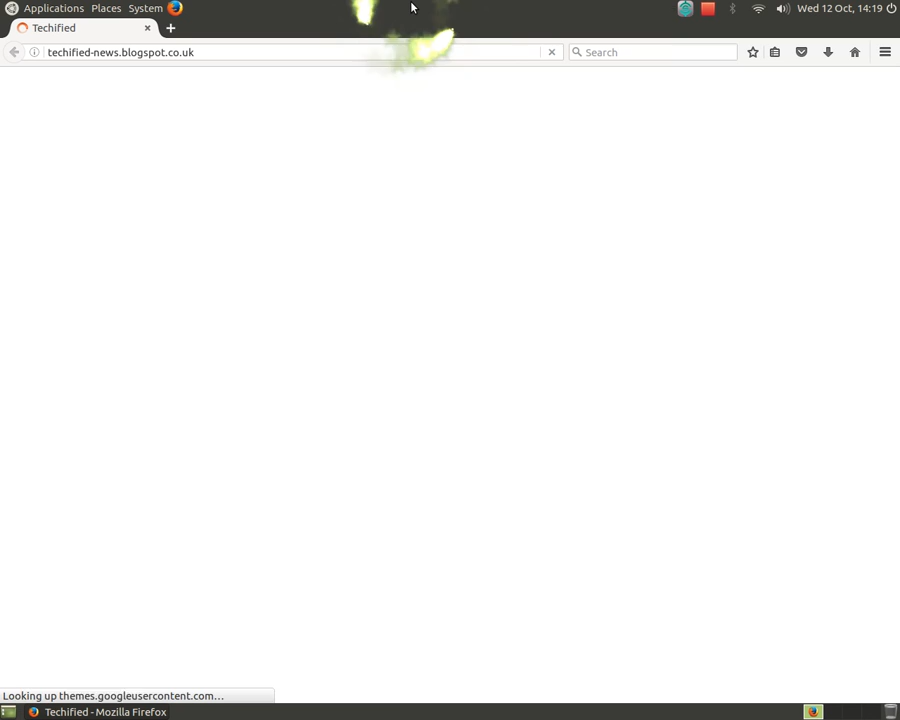 Applications Places System
Wed 12 Oct, 14:19
Techified
techified-news.blogspot.co.uk
Search
Looking up themes.googleusercontent.com...
Techified - Mozilla Firefox